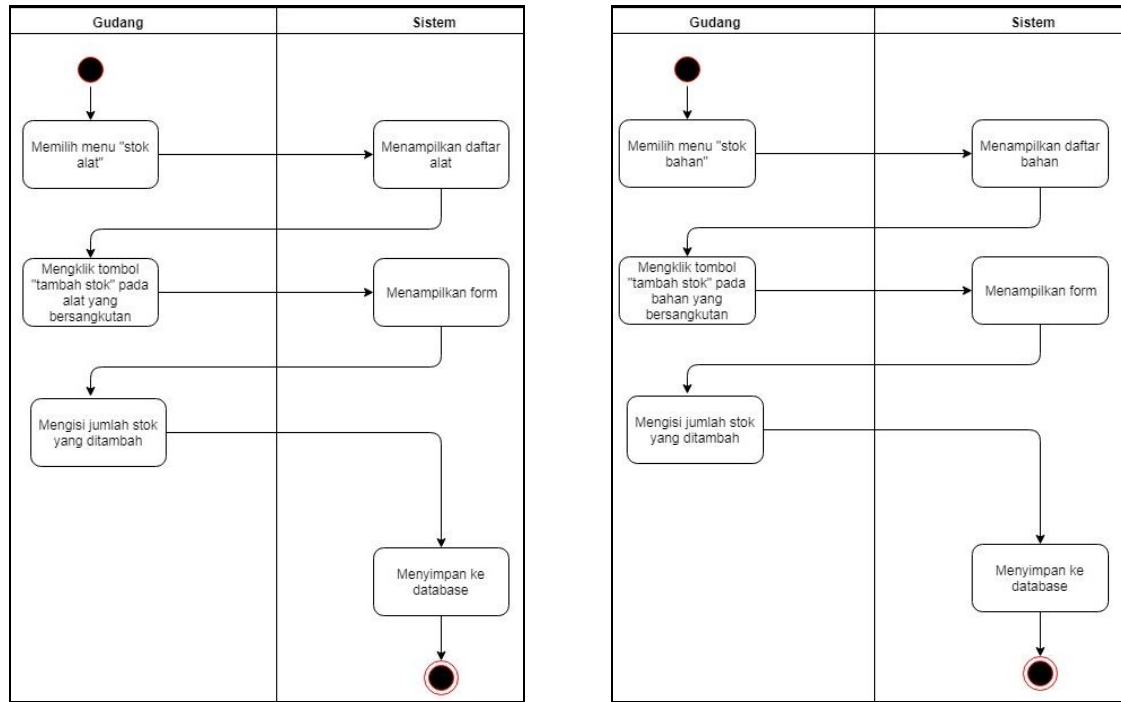 Gudang
Sistem
Memilih menu "stok
alat"
Menampilkan daftar
alat
Mengklik tombol
"tambah stok" pada
alat yang
bersangkutan
Menampilkan form
Mengisi jumlah stok
yang ditambah
Menyimpan ke
database
Gudang
Sistem
Memilih menu "stok
bahan"
Menampilkan daftar
bahan
Mengklik tombol
"tambah stok" pada
bahan yang
bersangkutan
Menampilkan form
Mengisi jumlah stok
yang ditambah
Menyimpan ke
database